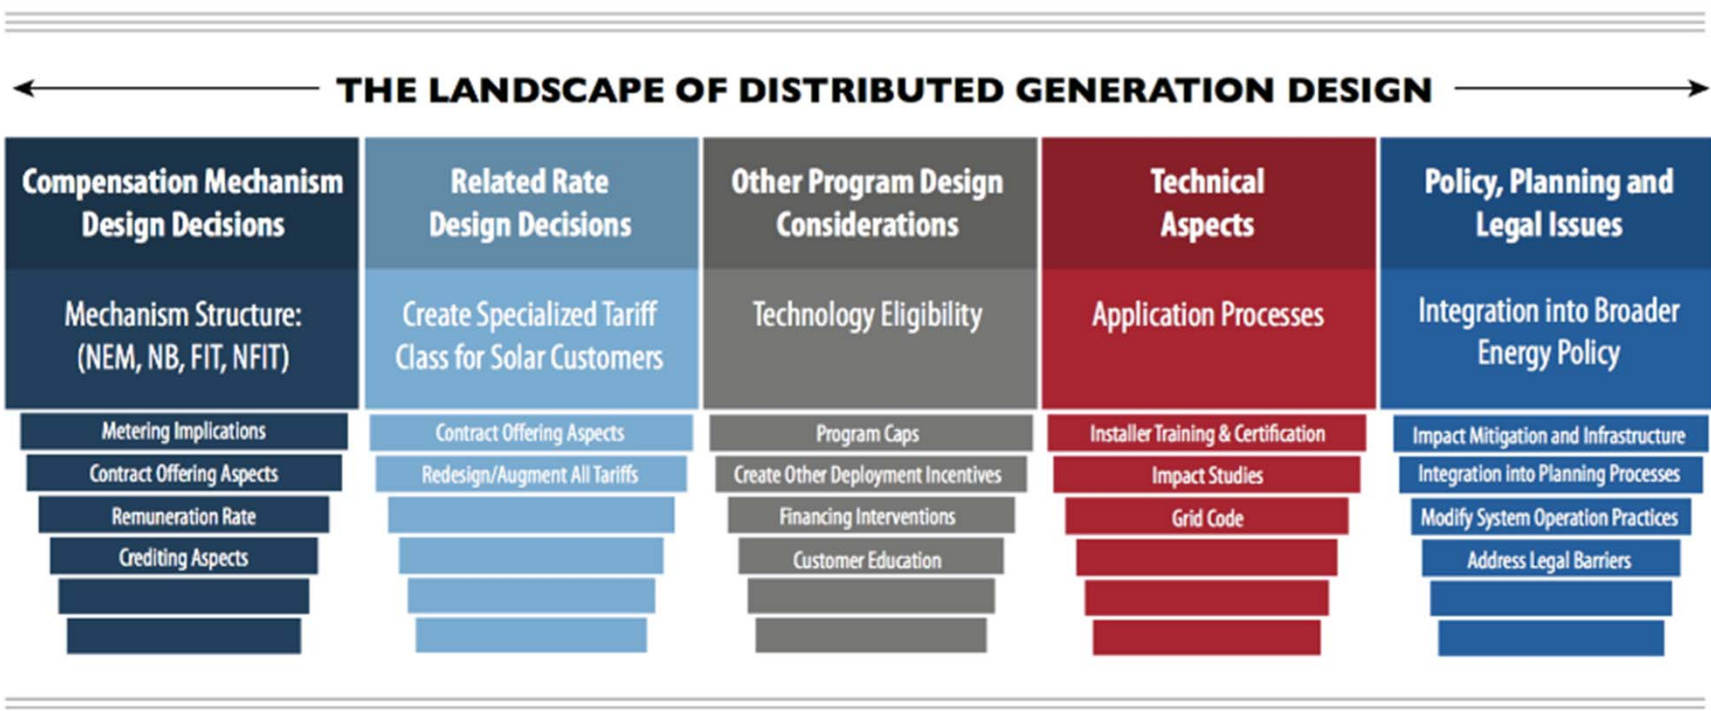 THE LANDSCAPE OF DISTRIBUTED GENERATION DESIGN
Compensation Mechanism
Design Decisions
Mechanism Structure:
(NEM, NB, FIT, NFIT)
Metering Implications
Contract Offering Aspects
Remuneration Rate
Crediting Aspects
Related Rate
Design Decisions
Create Specialized Tariff
Class for Solar Customers
Contract Offering Aspects
Redesign/Augment All Tariffs
Other Program Design
Considerations
Technology Eligibility
Program Caps
Create Other Deployment Incentives
Financing Interventions
Customer Education
Technical
Aspects
Application Processes
Installer Training & Certification
Impact Studies
Grid Code
Policy, Planning and
Legal Issues
Integration into Broader
Energy Policy
Impact Mitigation and Infrastructure
Integration into Planning Processes
Modify System Operation Practices
Address Legal Barriers